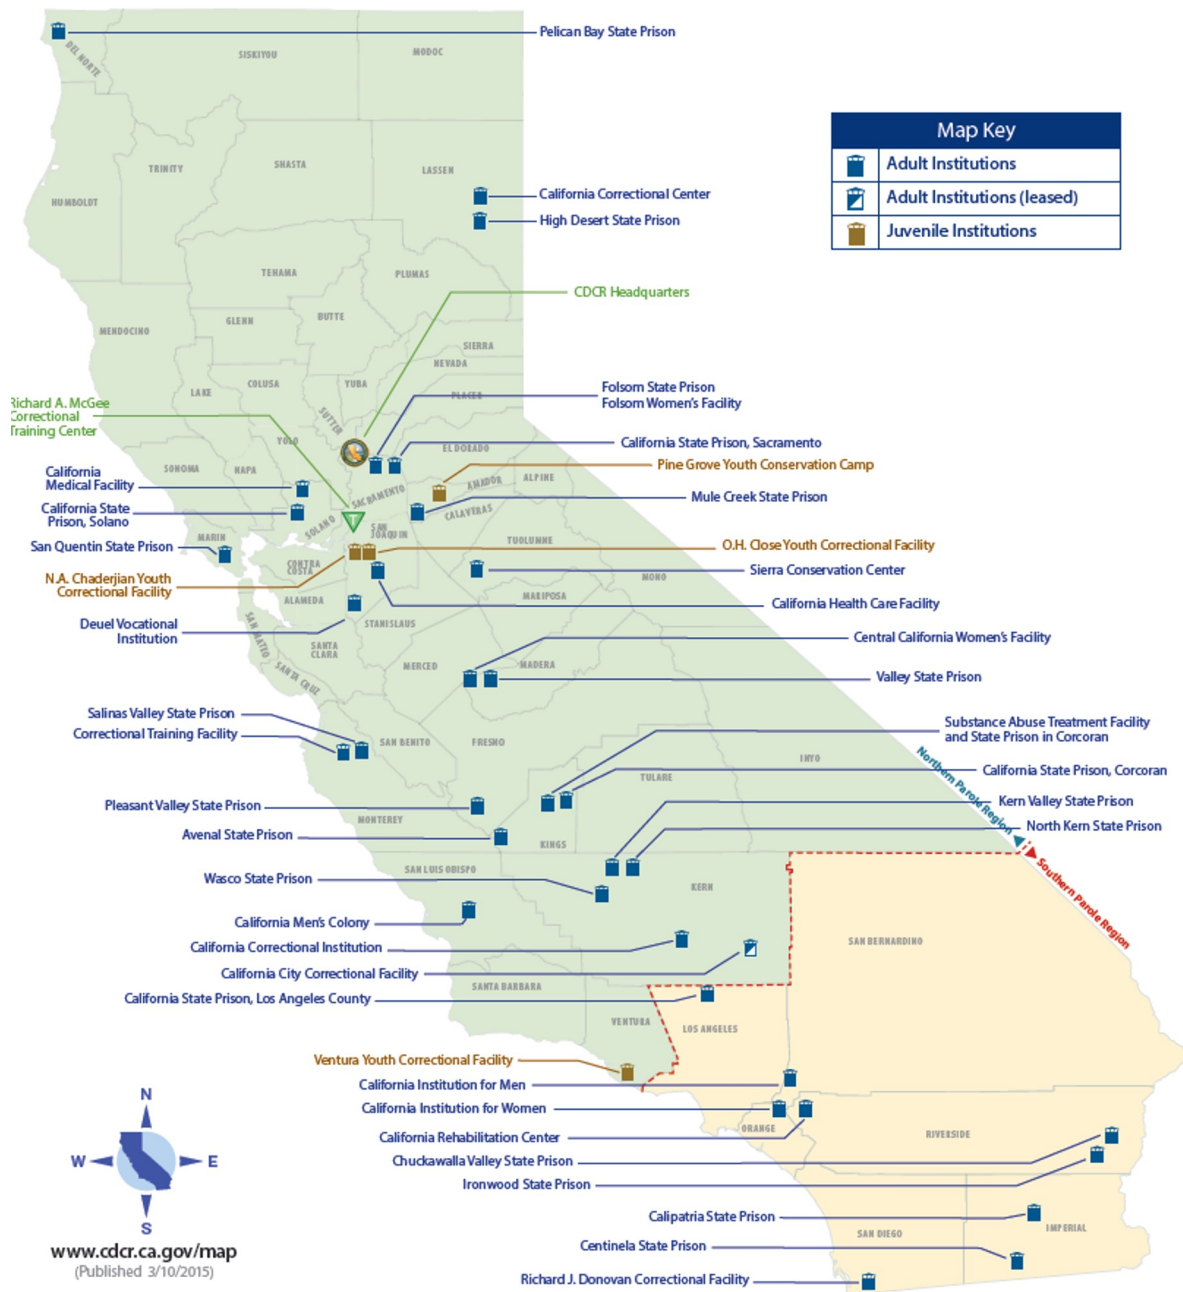 Pelican Bay State Prison
DEL NORTE
SISKIYOU
MODOC
Map Key
Adult Institutions
Adult Institutions (leased)
Juvenile Institutions
TRINITY
SHASTA
LASSEN
HUMBOLDT
California Correctional Center
High Desert State Prison
TEHAMA
PLUMAS
CDCR Headquarters
MENDOCINO
GLENN
BUTTE
SIERRA
NEVADA
LAKE
COLUSA
YUBA
PLACER
Folsom State Prison
Folsom Women's Facility
Richard A. McGee
Correctional
Training Center
SUTTER
YOLO
EL DORADO
California State Prison, Sacramento
SONOMA
NAPA
Pine Grove Youth Conservation Camp
California
Medical Facility
SACRAMENTO
AMADOR
ALPINE
Mule Creek State Prison
California State
Prison, Solano
SOLANO
CALAVERAS
T
MARIN
SAN
JOAQUIN
TUOLUMNE
San Quentin State Prison
O.H. Close Youth Correctional Facility
CONTRA
COSTA
Sierra Conservation Center
MONO
N.A. Chaderjian Youth
Correctional Facility
ALAMEDA
MARIPOSA
California Health Care Facility
Deuel Vocational
Institution
STANISLAUS
SAN MATEO
SANTA
CLARA
Central California Women's Facility
MERCED
MADERA
SANTA CRUZ
Valley State Prison
Salinas Valley State Prison
Correctional Training Facility
SAN BENITO
FRESNO
Substance Abuse Treatment Facility
and State Prison in Corcoran
INYO
TULARE
California State Prison, Corcoran
Northern Parole Region
Pleasant Valley State Prison
Kern Valley State Prison
MONTEREY
North Kern State Prison
Avenal State Prison
KINGS
Southern Parole Region
SAN LUIS OBISPO
Wasco State Prison
KERN
California Men's Colony
SAN BERNARDINO
California Correctional Institution
California City Correctional Facility
SANTA BARBARA
California State Prison, Los Angeles County
VENTURA
LOS ANGELES
Ventura Youth Correctional Facility
California Institution for Men
California Institution for Women
ORANGE
RIVERSIDE
California Rehabilitation Center
Chuckawalla Valley State Prison
Ironwood State Prison
Calipatria State Prison
SAN DIEGO
IMPERIAL
Centinela State Prison
Richard J. Donovan Correctional Facility
N
W
E
S
www.cdcr.ca.gov/map
(Published 3/10/2015)